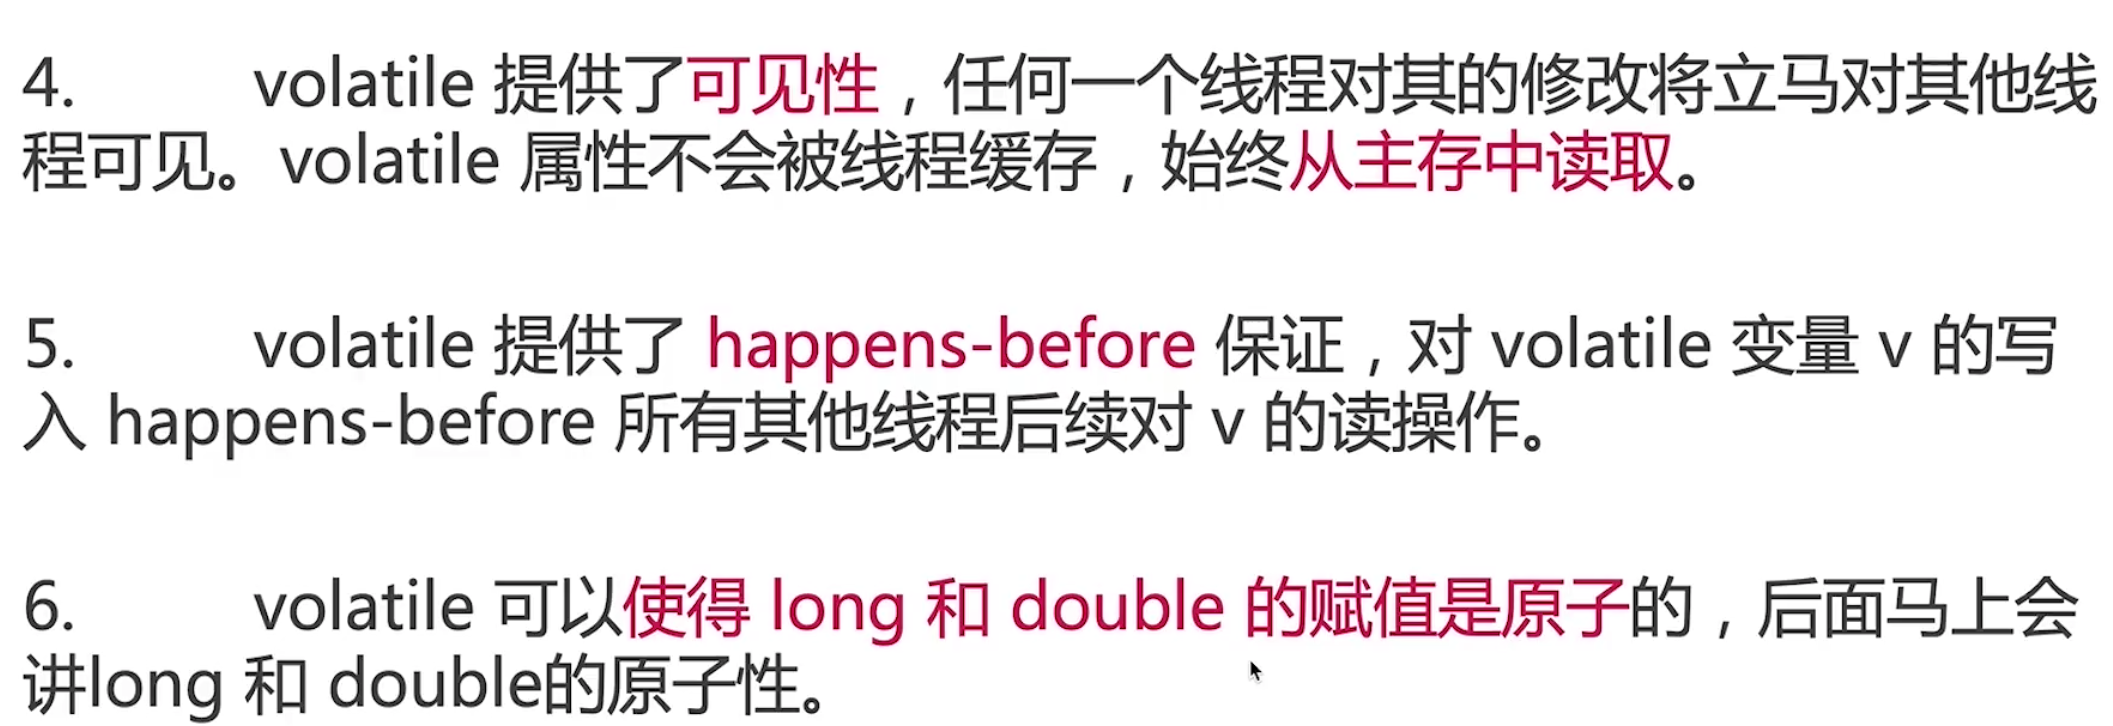 4. volatile 提供了可见性，任何一个线程对其的修改将立马对其他线
程可见。volatile 属性不会被线程缓存，始终从主存中读取。
5. volatile 提供了 happens-before 保证，对 volatile 变量 v 的写
入 happens-before 所有其他线程后续对 v 的读操作。
6. volatile 可以使得 long 和 double 的赋值是原子的，后面马上会
讲long 和 double的原子性。